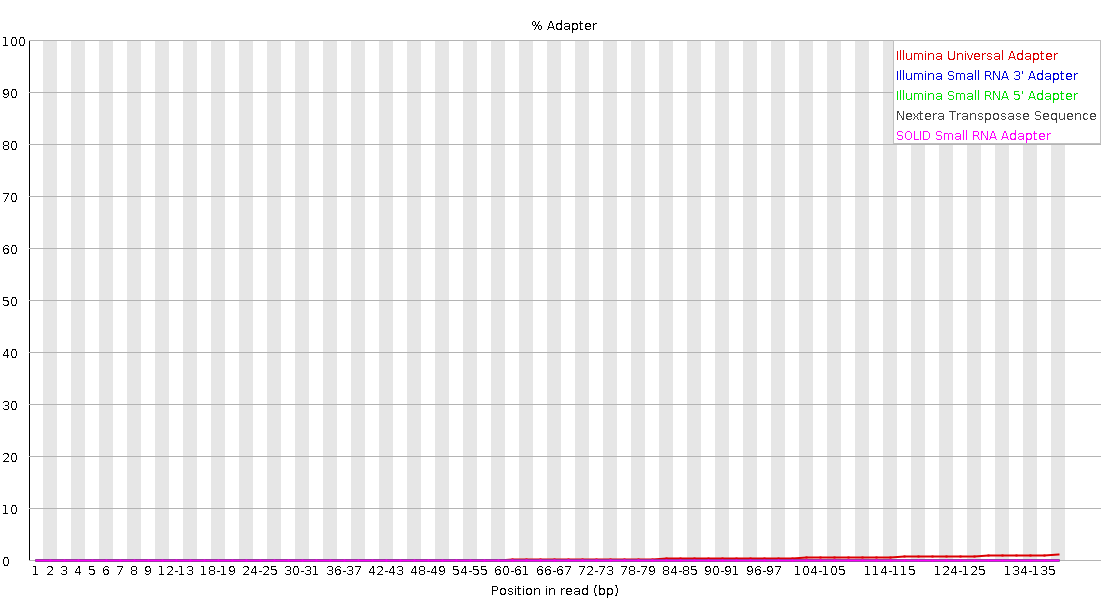 % Adapter
100
90
80
70
60
50
40
30
20
10
0
Illumina Universal Adapter
Illumina Small RNA 3' Adapter
Illumina Small RNA 5' Adapter
Nextera Transposase Sequence
SOLID Small RNA Adapter
1 2 3 4 5 6 7 8 9 12-13 18-19 24-25 30-31 36-37 42-43 48-49 54-55 60-61 66-67 72-73 78-79 84-85 90-91 96-97 104-105 114-115 124-125 134-135
Position in read (bp)